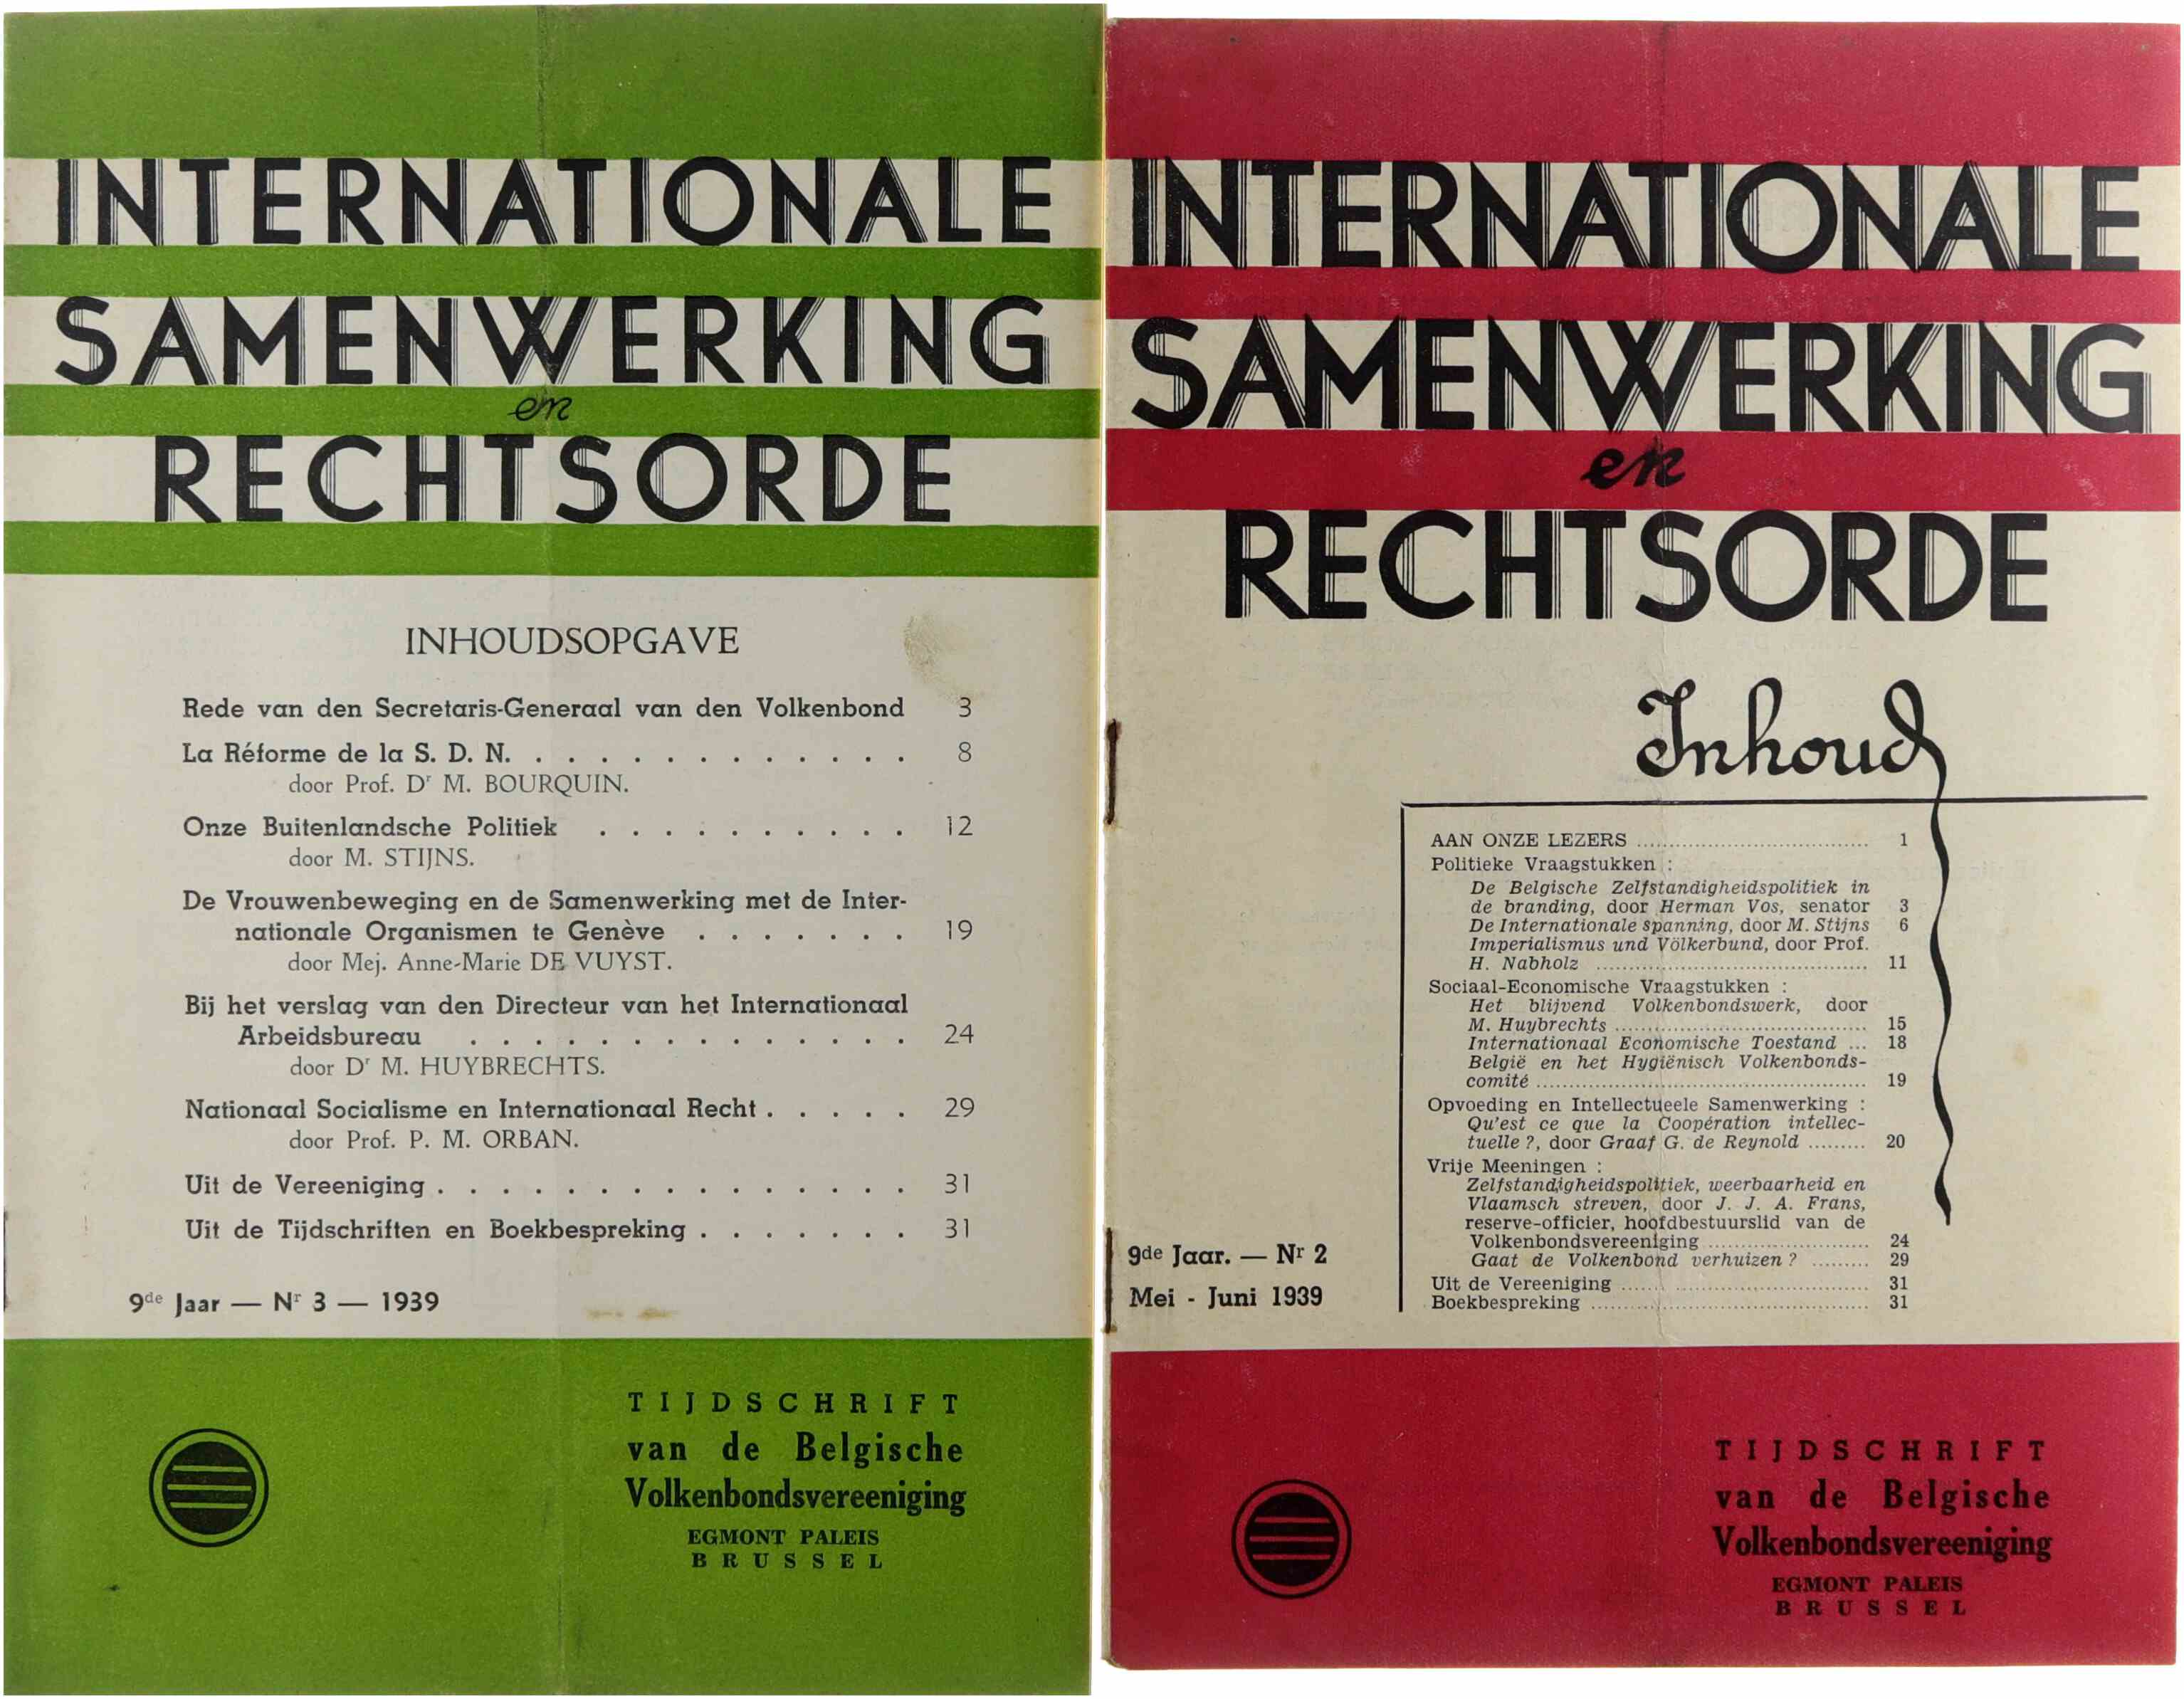 INTERNATIONALE
SAMENWERKING
en
RECHTSORDE
INHOUDSOPGAVE
Rede van den Secretaris-Generaal van den Volkenbond 3
La Réforme de la S. D. N. . . . . . . . . . . . . 8
door Prof. Dr M. BOURQUIN.
Onze Buitenlandsche Politiek . . . . . . . . . . 12
door M. STIJNS.
De Vrouwenbeweging en de Samenwerking met de Inter-
nationale Organismen te Genève . . . . . . . 19
door Mej. Anne-Marie DE VUYST.
Bij het verslag van den Directeur van het Internationaal
Arbeidsbureau . . . . . . . . . . . . . . 24
door Dr M. HUYBRECHTS.
Nationaal Socialisme en Internationaal Recht . . . . . 29
door Prof. P. M. ORBAN.
Uit de Vereeniging . . . . . . . . . . . . . . . 31
Uit de Tijdschriften en Boekbespreking . . . . . . . 31
9de Jaar — Nr 3 — 1939
TIJDSCHRIFT
van de Belgische
Volkenbondsvereeniging
EGMONT PALEIS
BRUSSEL
INTERNATIONALE
SAMENWERKING
en
RECHTSORDE
Inhoud
AAN ONZE LEZERS .................................... 1
Politieke Vraagstukken :
De Belgische Zelfstandigheidspolitiek in
de branding, door Herman Vos, senator 3
De Internationale spanning, door M. Stijns 6
Imperialismus und Völkerbund, door Prof.
H. Nabholz .......................................... 11
Sociaal-Economische Vraagstukken :
Het blijvend Volkenbondswerk, door
M. Huybrechts ....................................... 15
Internationaal Economische Toestand ... 18
België en het Hygiënisch Volkenbonds-
comité .................................................. 19
Opvoeding en Intellectueele Samenwerking :
Qu'est ce que la Coopération intellec-
tuelle ?, door Graaf G. de Reynold ......... 20
Vrije Meeningen :
Zelfstandigheidspolitiek, weerbaarheid en
Vlaamsch streven, door J. J. A. Frans,
reserve-officier, hoofdbestuurslid van de
Volkenbondsvereeniging ......................... 24
Gaat de Volkenbond verhuizen ? ......... 29
Uit de Vereeniging ...................................... 31
Boekbespreking ........................................... 31
9de Jaar. — Nr 2
Mei - Juni 1939
TIJDSCHRIFT
van de Belgische
Volkenbondsvereeniging
EGMONT PALEIS
BRUSSEL